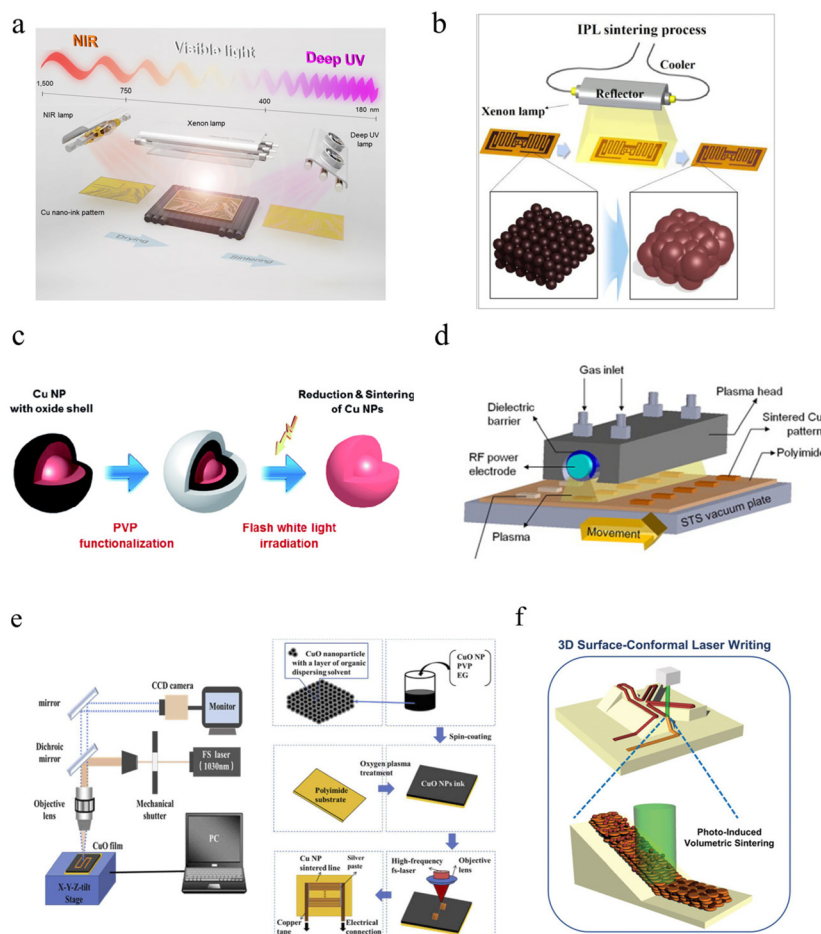 a
NIR
Visible light
Deep UV
1,500
750
400
180 nm
NIR lamp
Xenon lamp
Deep UV
lamp
Cu nano-ink pattern
Drying
Sintering
b
IPL sintering process
Cooler
Reflector
Xenon lamp
c
Cu NP
with oxide shell
Reduction & Sintering
of Cu NPs
PVP
functionalization
Flash white light
irradiation
d
Gas inlet
Plasma head
Dielectric
barrier
Sintered Cu
pattern
RF power
electrode
Polyimide
STS vacuum plate
Plasma
Movement
e
mirror
CCD camera
Monitor
Dichroic
mirror
FS laser
(1030nm)
Objective
lens
Mechanical
shutter
CuO film
PC
X-Y-Z-tilt
Stage
CuO nanoparticle
with a layer of organic
dispersing solvent
CuO NP
PVP
EG
Spin-coating
Oxygen plasma
treatment
Polyimide
substrate
CuO NPs ink
Cu NP
sintered line
Silver
paste
High-frequency
fs-laser
Objective
lens
Copper
tape
Electrical
connection
f
3D Surface-Conformal Laser Writing
Photo-Induced
Volumetric Sintering